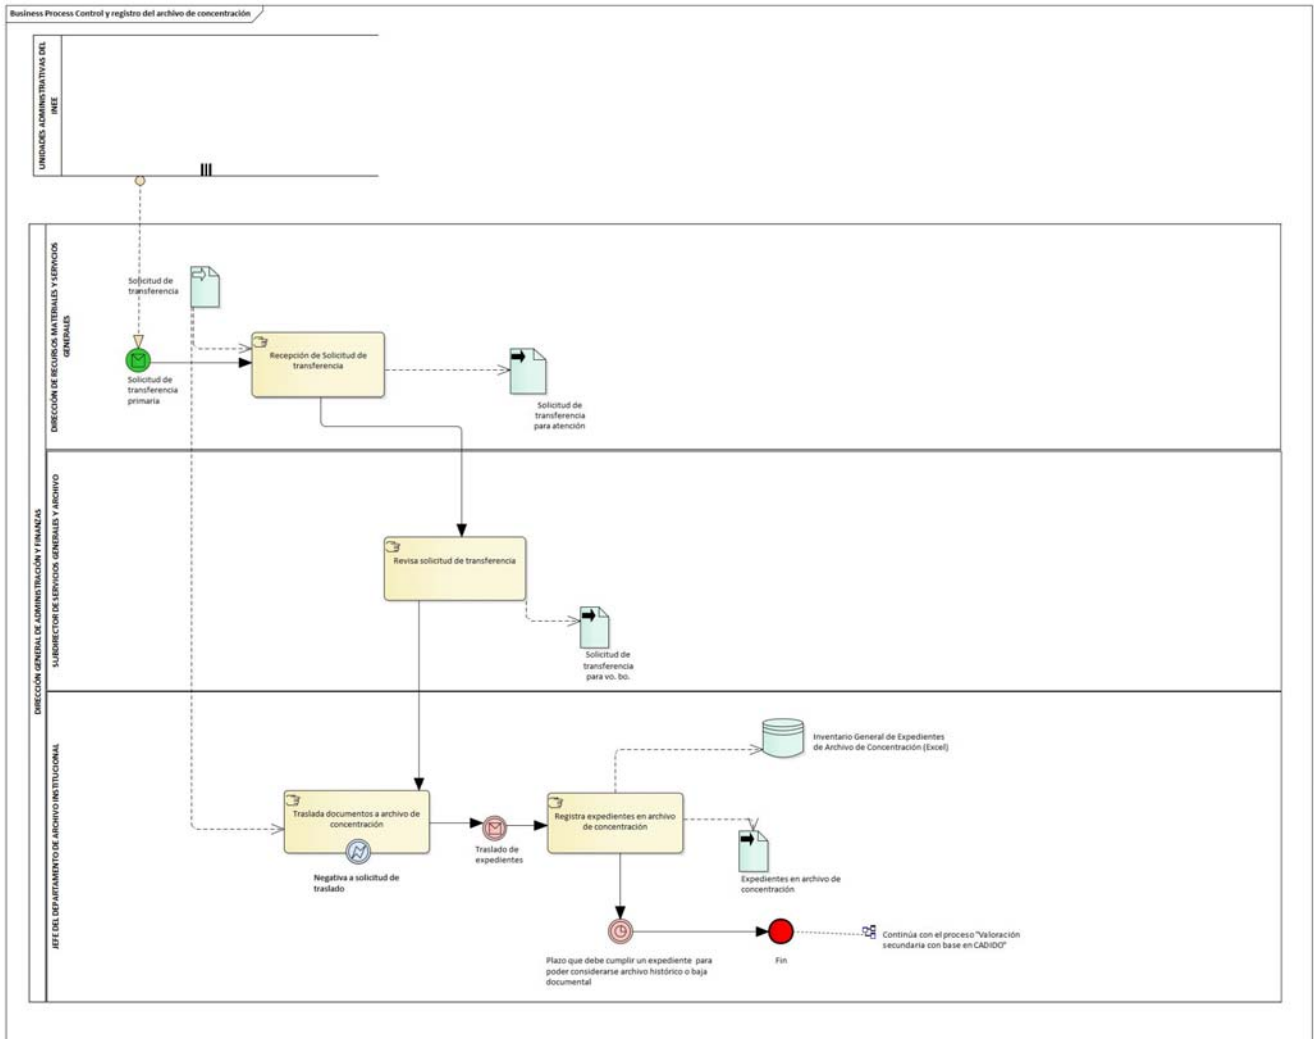 Business Process Control y registro del archivo de concentración
UNIDADES ADMINISTRATIVAS DEL
INEE
DIRECCIÓN GENERAL DE ADMINISTRACIÓN Y FINANZAS
DIRECCIÓN DE RECURSOS MATERIALES Y SERVICIOS
GENERALES
Solicitud de
transferencia
Solicitud de
transferencia
primaria
Recepción de Solicitud de
transferencia
Solicitud de
transferencia
para atención
SUBDIRECTOR DE SERVICIOS GENERALES Y ARCHIVO
Revisa solicitud de transferencia
Solicitud de
transferencia
para vo. bo.
JEFE DEL DEPARTAMENTO DE ARCHIVO INSTITUCIONAL
Inventario General de Expedientes
de Archivo de Concentración (Excel)
Traslada documentos a archivo de
concentración
Negativa a solicitud de
traslado
Traslado de
expedientes
Registra expedientes en archivo
de concentración
Expedientes en archivo de
concentración
Plazo que debe cumplir un expediente para
poder considerarse archivo histórico o baja
documental
Fin
Continúa con el proceso "Valoración
secundaria con base en CADIDO"